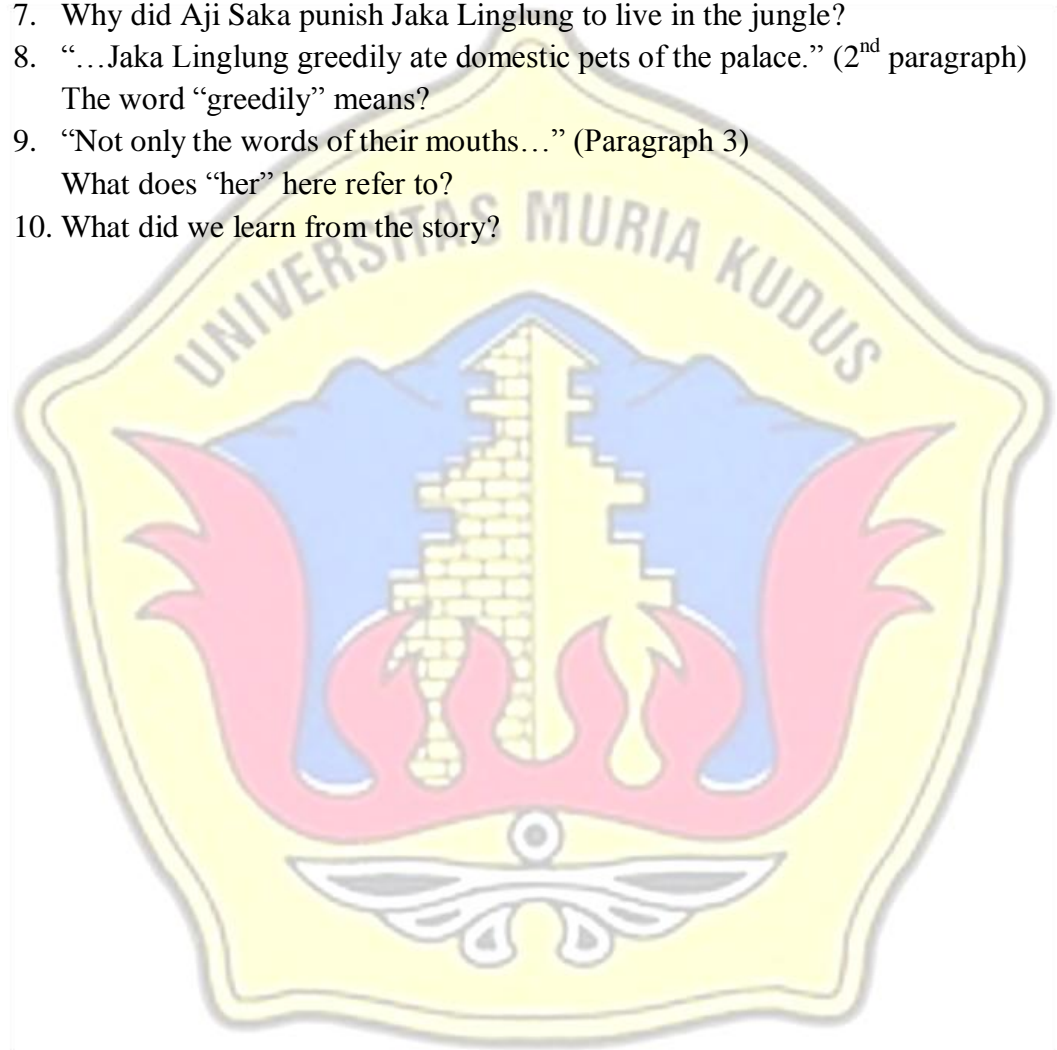 7. Why did Aji Saka punish Jaka Linglung to live in the jungle?
8. “…Jaka Linglung greedily ate domestic pets of the palace.” (2nd paragraph)
The word “greedily” means?
9. “Not only the words of their mouths…” (Paragraph 3)
What does “her” here refer to?
10. What did we learn from the story?
UNIVERSITAS MURIA KUDUS